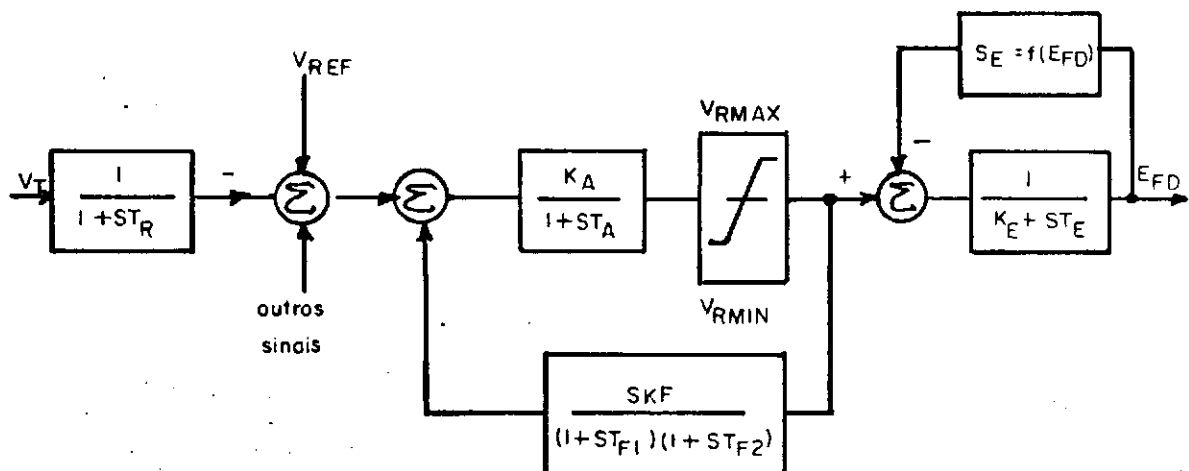 V_T
1
1 + ST_R
-
V_REF
Σ
outros
sinais
Σ
K_A
1 + ST_A
V_RMAX
V_RMIN
SKF
(1 + ST_F1)(1 + ST_F2)
+
-
Σ
S_E = f(E_FD)
1
K_E + ST_E
E_FD